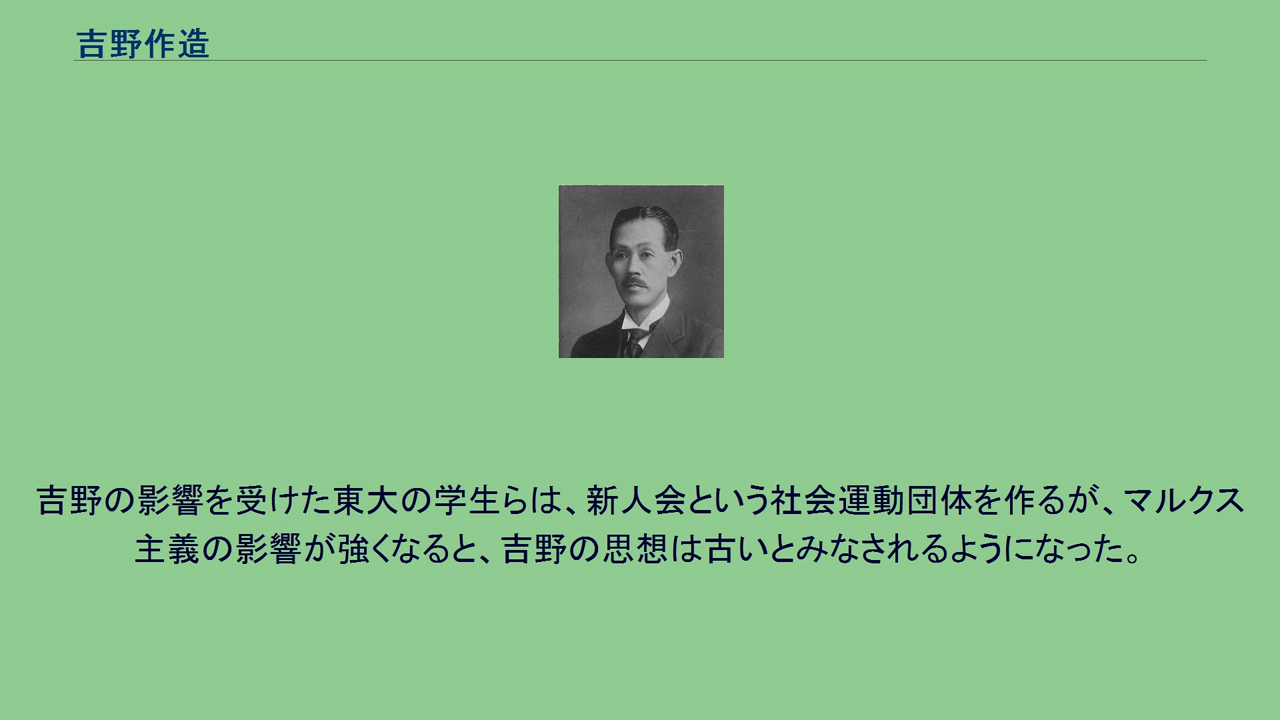 吉野作造
吉野の影響を受けた東大の学生らは、新人会という社会運動団体を作るが、マルクス
主義の影響が強くなると、吉野の思想は古いとみなされるようになった。